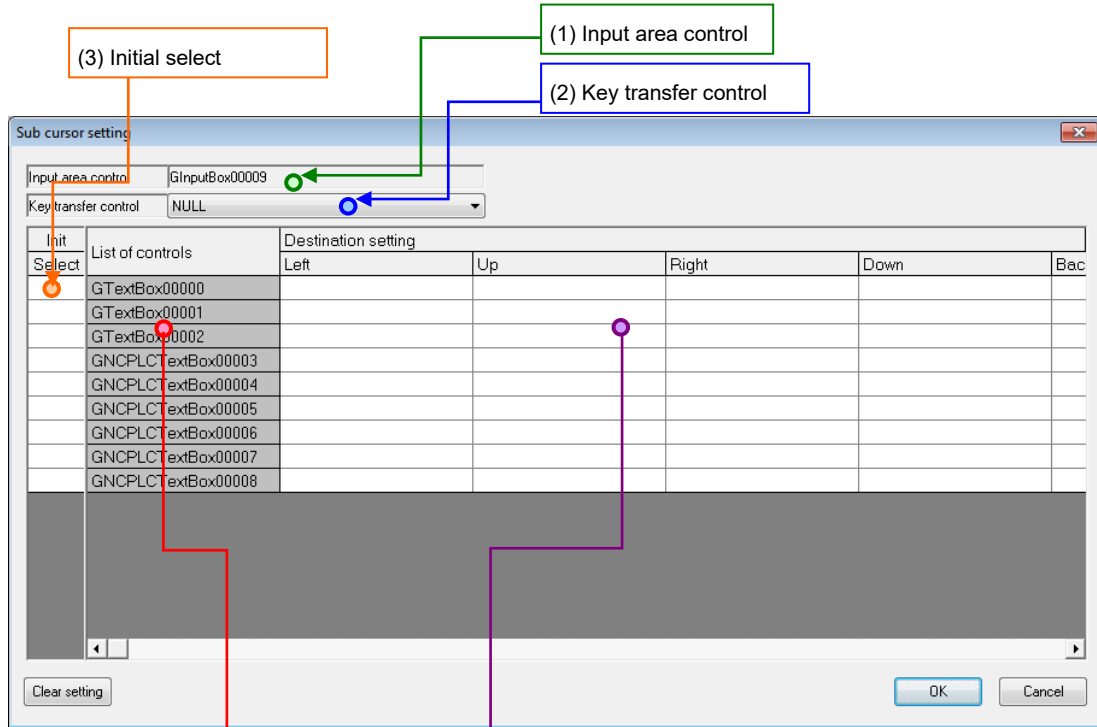 (1) Input area control
(3) Initial select
(2) Key transfer control
Sub cursor setting
Input area control GInputBox00009
Key transfer control NULL
Init List of controls Destination setting
Select Left Up Right Down Bac
GTextBox00000
GTextBox00001
GTextBox00002
GNCPLCTextBox00003
GNCPLCTextBox00004
GNCPLCTextBox00005
GNCPLCTextBox00006
GNCPLCTextBox00007
GNCPLCTextBox00008
Clear setting OK Cancel